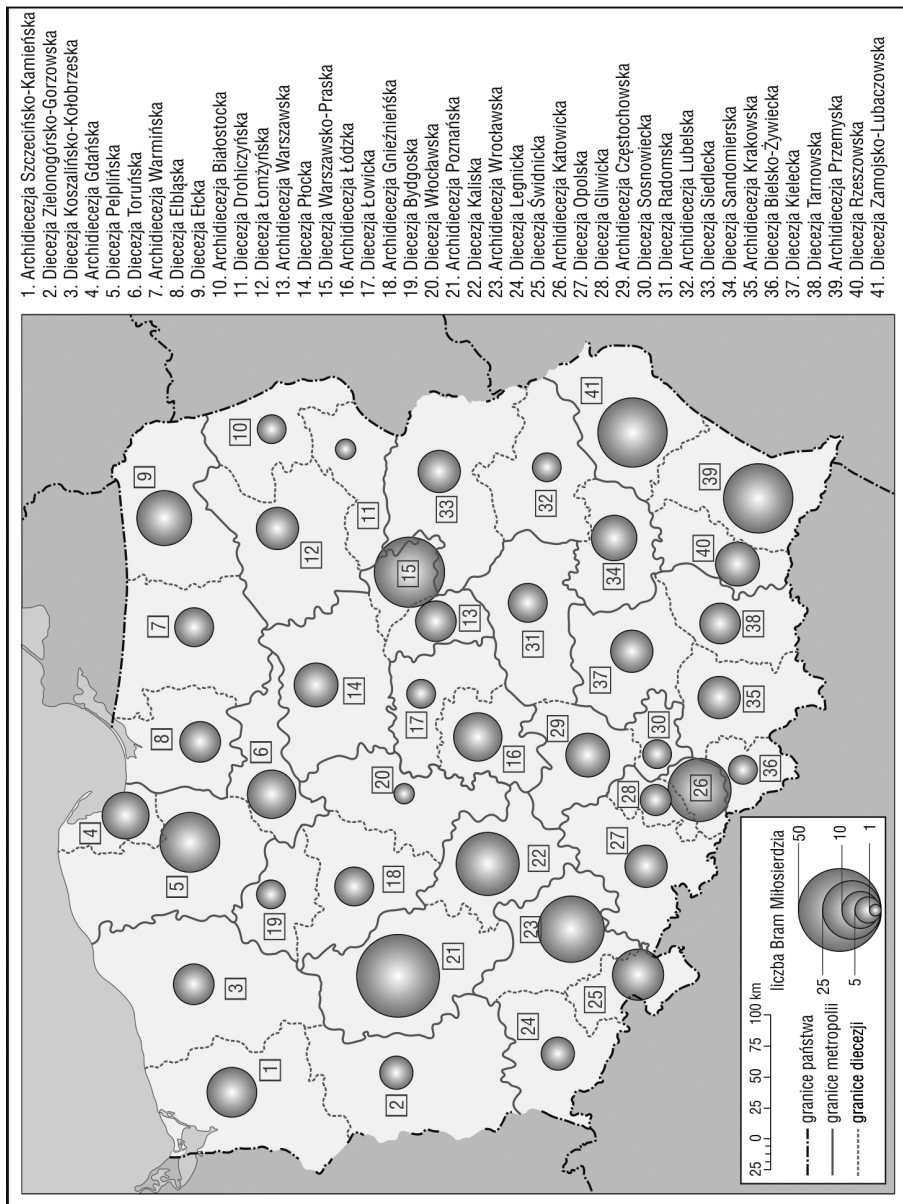 1. Archidiecezja Szczecińsko-Kamieńska
2. Diecezja Zielonogórsko-Gorzowska
3. Diecezja Koszalińsko-Kołobrzeska
4. Archidiecezja Gdańska
5. Diecezja Pelplińska
6. Diecezja Toruńska
7. Archidiecezja Warmińska
8. Diecezja Elbląska
9. Diecezja Ełcka
10. Archidiecezja Białostocka
11. Diecezja Drohiczyńska
12. Diecezja Łomżyńska
13. Archidiecezja Warszawska
14. Diecezja Płocka
15. Diecezja Warszawsko-Praska
16. Archidiecezja Łódzka
17. Diecezja Łowicka
18. Archidiecezja Gnieźnieńska
19. Diecezja Bydgoska
20. Diecezja Włocławska
21. Archidiecezja Poznańska
22. Diecezja Kaliska
23. Archidiecezja Wrocławska
24. Diecezja Legnicka
25. Diecezja Świdnicka
26. Archidiecezja Katowicka
27. Diecezja Opolska
28. Diecezja Gliwicka
29. Archidiecezja Częstochowska
30. Diecezja Sosnowiecka
31. Diecezja Radomska
32. Archidiecezja Lubelska
33. Diecezja Siedlecka
34. Diecezja Sandomierska
35. Archidiecezja Krakowska
36. Diecezja Bielsko-Żywiecka
37. Diecezja Kielecka
38. Diecezja Tarnowska
39. Archidiecezja Przemyska
40. Diecezja Rzeszowska
41. Diecezja Zamojsko-Lubaczowska
4
8
7
9
5
6
10
3
19
12
1
14
11
18
20
15
21
17
13
33
2
22
16
32
31
23
29
24
34
41
25
27
37
28
30
40
39
26
35
38
36
25 0 25 50 75 100 km
granice państwa
granice metropolii
granice diecezji
liczba Bram Miłosierdzia
50
25
10
5
1